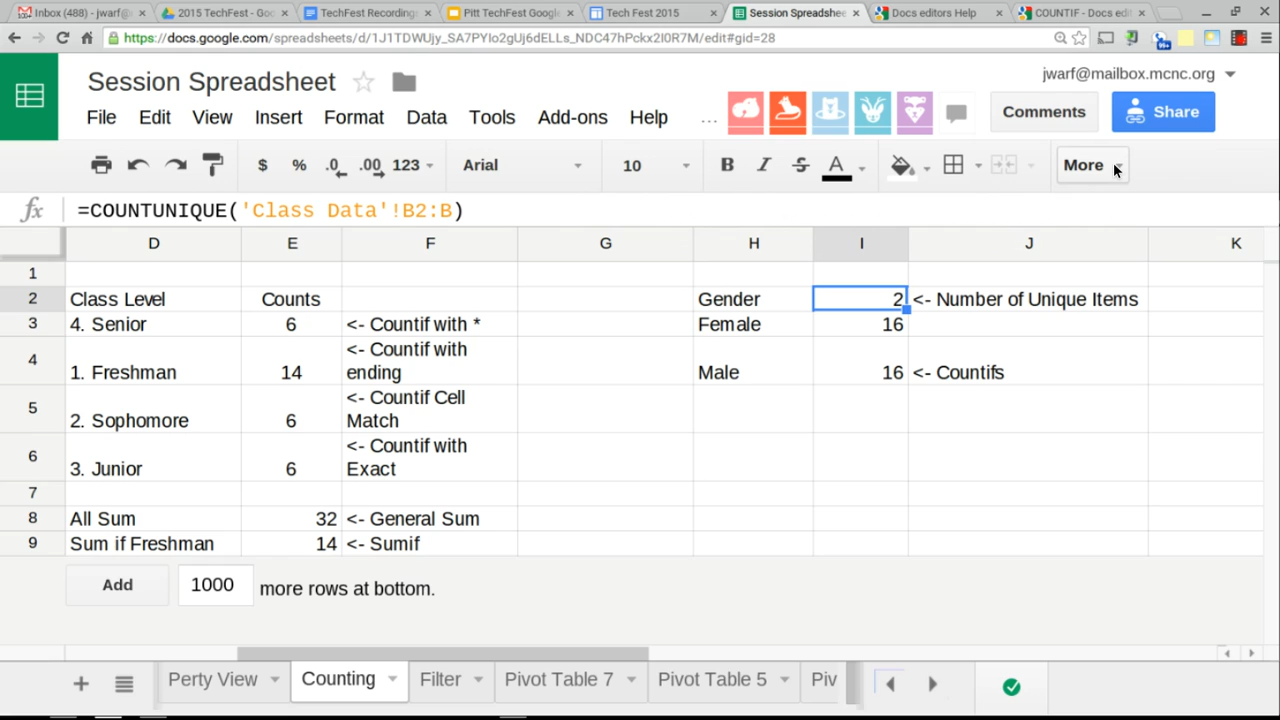 Inbox (488) - jwarf@
2015 TechFest - Goo
TechFest Recording
Pitt TechFest Google
Tech Fest 2015
Session Spreadshee
Docs editors Help
COUNTIF - Docs edi
https://docs.google.com/spreadsheets/d/1J1TDWUjy_SA7PYIo2gUj6dELLs_NDC47hPckx2I0R7M/edit#gid=28
99+
Session Spreadsheet
jwarf@mailbox.mcnc.org
File Edit View Insert Format Data Tools Add-ons Help ...
Comments
Share
$ % .0 .00 123 Arial 10 B I S A More
fx =COUNTUNIQUE('Class Data'!B2:B)
D E F G H I J K
1
2 Class Level Counts Gender 2 <- Number of Unique Items
3 4. Senior 6 <- Countif with * Female 16
4 1. Freshman 14 <- Countif with
ending Male 16 <- Countifs
5 2. Sophomore 6 <- Countif Cell
Match
6 3. Junior 6 <- Countif with
Exact
7
8 All Sum 32 <- General Sum
9 Sum if Freshman 14 <- Sumif
Add 1000 more rows at bottom.
+ Perty View Counting Filter Pivot Table 7 Pivot Table 5 Piv